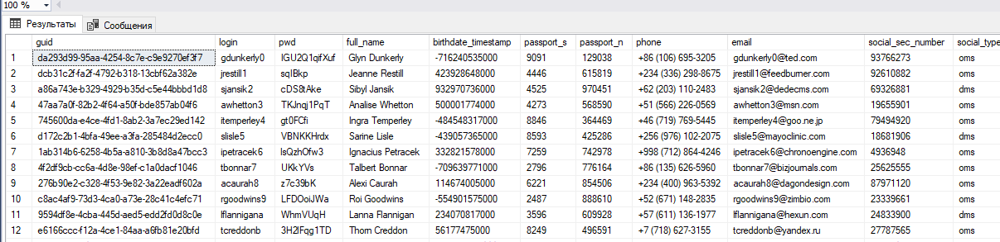 100 %
Результаты Сообщения
guid login pwd full_name birthdate_timestamp passport_s passport_n phone email social_sec_number social_type
1 da293d99-95aa-4254-8c7e-c9e9270ef3f7 gdunkerly0 IGU2Q1qifXuf Glyn Dunkerly -716240535000 9091 129038 +86 (106) 695-3205 gdunkerly0@ted.com 93766273 oms
2 dcb31c2f-fa2f-4792-b318-13cbf62a382e jrestill1 sqIBkp Jeanne Restill 423928648000 4446 615819 +234 (336) 298-8675 jrestill1@feedburner.com 92610882 oms
3 a86a743e-b329-4929-b35d-c5e44bbbd1d8 sjansik2 cDS8tAke Sibyl Jansik 932970736000 4525 970451 +62 (203) 110-2483 sjansik2@dedecms.com 69326881 dms
4 47aa7a0f-82b2-4f64-a50f-bde857ab04f6 awhetton3 TKJnqj1PqT Analise Whetton 500001774000 4273 568590 +51 (566) 226-0569 awhetton3@msn.com 19655901 oms
5 745600da-e4ce-4fd1-8ab2-3a7ec29ed142 itemperley4 gt0FCfi Ingra Temperley -484548317000 8846 364469 +46 (719) 769-5445 itemperley4@goo.ne.jp 79494920 oms
6 d172c2b1-4bfa-49ee-a3fa-285484d2ecc0 slisle5 VBNKKHrdx Sarine Lisle -439057365000 8593 425286 +256 (976) 102-2075 slisle5@mayoclinic.com 18681906 dms
7 1ab314b6-6258-4b5a-a810-3b8d8a47bcc3 ipetracek6 lsQzhOfw3 Ignacius Petracek 332821578000 7259 742978 +998 (712) 864-4246 ipetracek6@chronoengine.com 4936948 oms
8 4f2df9cb-cc6a-4d8e-98ef-c1a0dacf1046 tbonnar7 UKkYVs Talbert Bonnar -709639771000 2796 776164 +86 (135) 626-5960 tbonnar7@bizjournals.com 25625555 oms
9 276b90e2-c328-4f53-9e82-3a22eadf602a acaurah8 z7c39bK Alexi Caurah 114674005000 6221 854506 +234 (400) 963-5392 acaurah8@dagondesign.com 87971120 oms
10 c8ac4af9-73d3-4ca0-a73e-28c41c4efc71 rgoodwins9 LFDOoiJWa Roi Goodwins -554901575000 2487 888610 +52 (671) 148-2835 rgoodwins9@zimbio.com 23339661 oms
11 9594df8e-4cba-445d-aed5-edd2fd0d8c0e lflannigana WhmVUqH Lanna Flannigan 234070817000 3596 609928 +57 (611) 136-1977 lflannigana@hexun.com 24833900 dms
12 e6166ccc-f12a-4ce1-84aa-a6fb81e20bfd tcreddonb 3H2lFqg1TD Thom Creddon 56177475000 8249 496591 +7 (718) 627-3155 tcreddonb@yandex.ru 27787565 oms